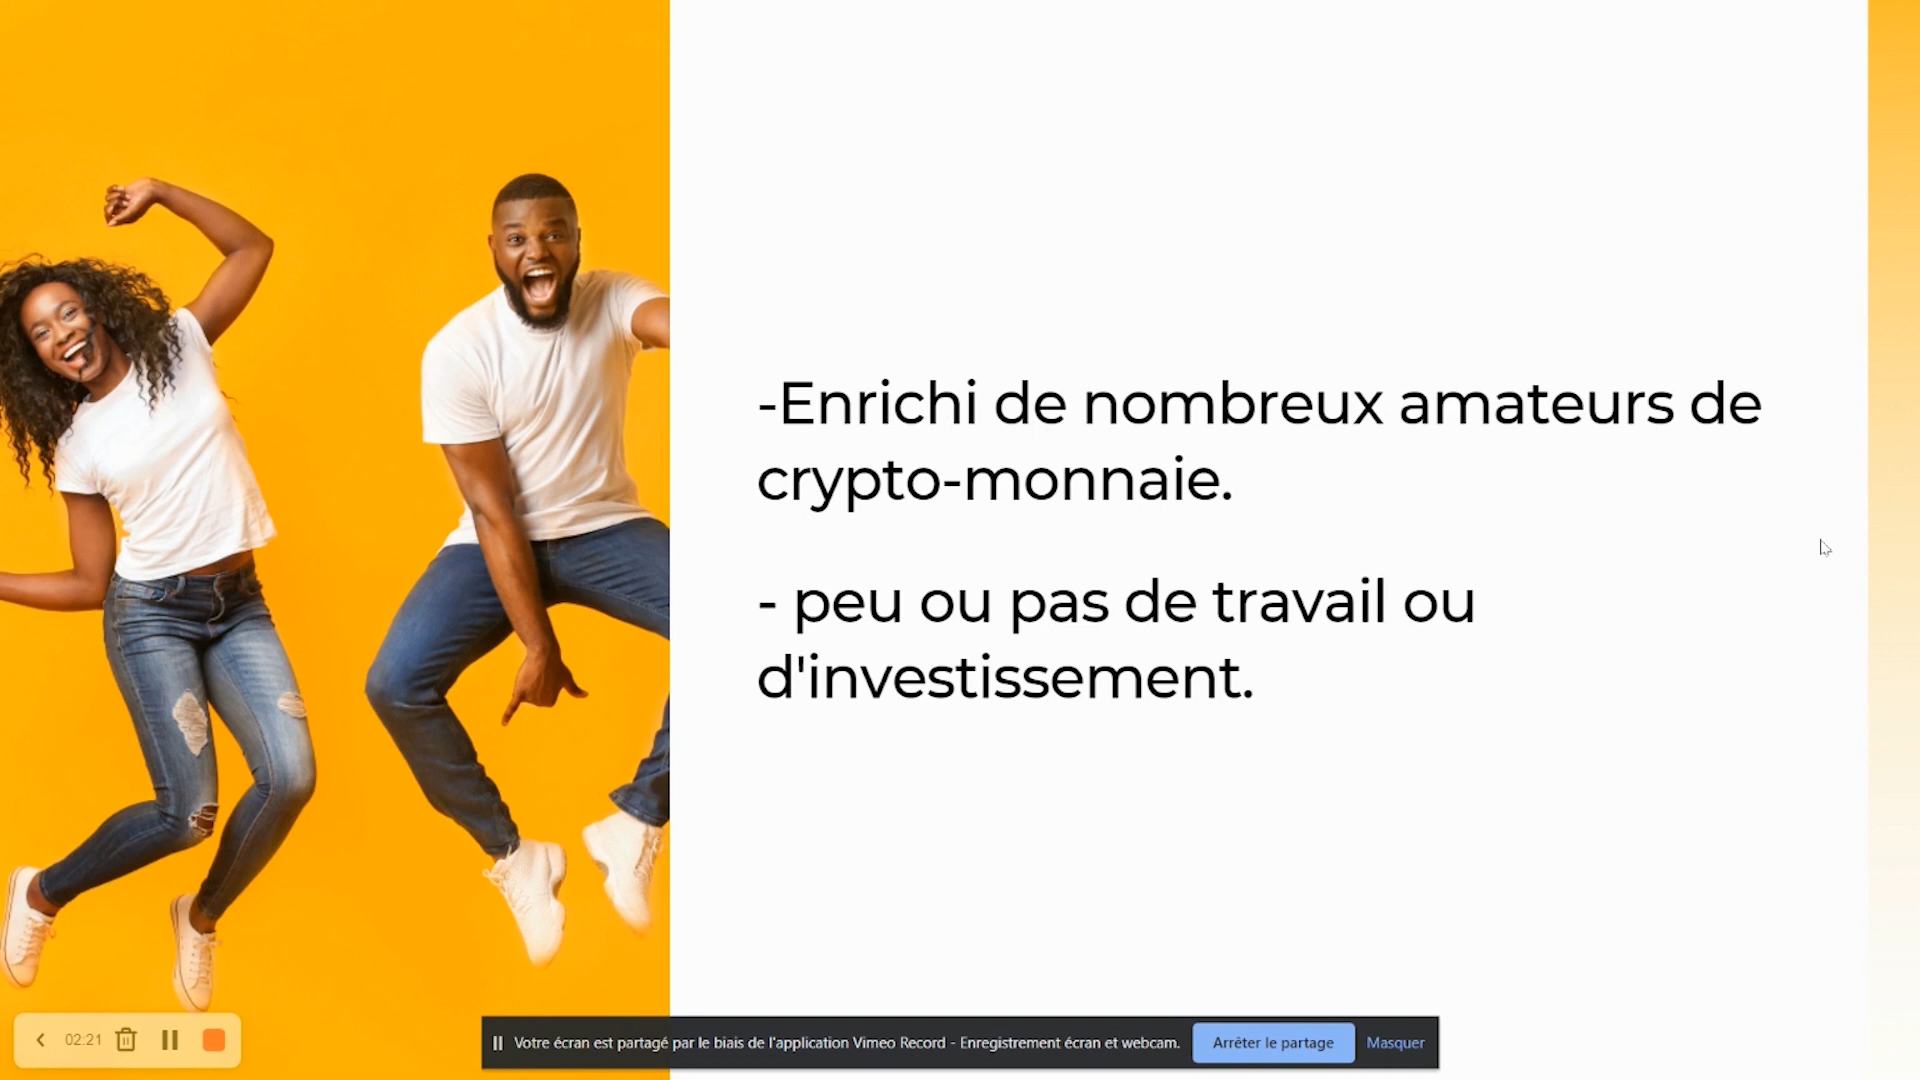 -Enrichi de nombreux amateurs de
crypto-monnaie.
- peu ou pas de travail ou
d'investissement.
02:21
Votre écran est partagé par le biais de l'application Vimeo Record - Enregistrement écran et webcam.
Arrêter le partage
Masquer